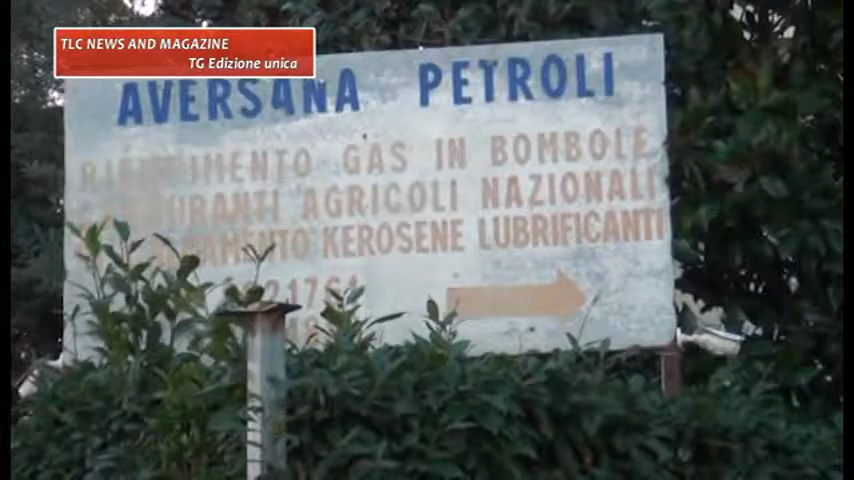 TLC NEWS AND MAGAZINE
TG Edizione unica
AVERSANA PETROLI
GAS IN BOMBOLE
AGRICOLI NAZIONALI
KEROSENE LUBRIFICANTI